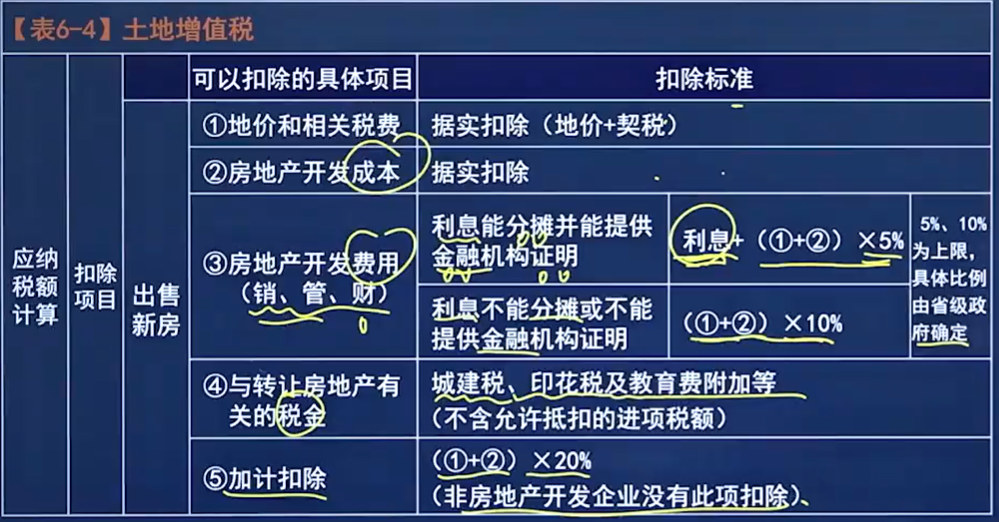 【表6-4】土地增值税
可以扣除的具体项目
扣除标准
应纳
税额
计算
扣除
项目
出售
新房
①地价和相关税费
据实扣除（地价+契税）
②房地产开发成本
据实扣除
③房地产开发费用
（销、管、财）
利息能分摊并能提供
金融机构证明
利息+（①+②）×5%
利息不能分摊或不能
提供金融机构证明
（①+②）×10%
5%、10%
为上限，
具体比例
由省级政
府确定
④与转让房地产有
关的税金
城建税、印花税及教育费附加等
（不含允许抵扣的进项税额）
⑤加计扣除
（①+②）×20%
（非房地产开发企业没有此项扣除）